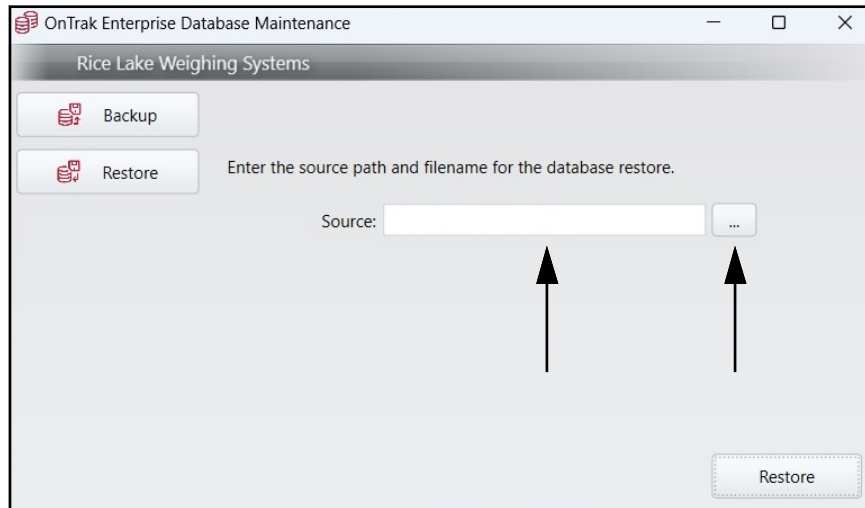 OnTrak Enterprise Database Maintenance
Rice Lake Weighing Systems
Backup
Restore
Enter the source path and filename for the database restore.
Source:
...
Restore